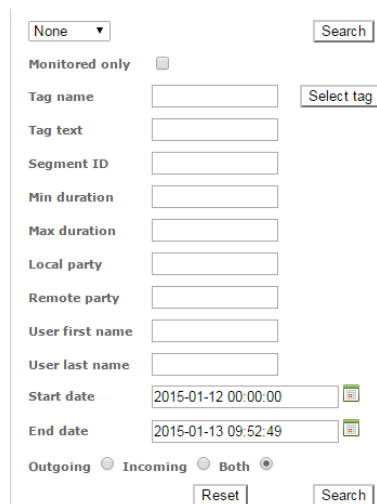 None Search
Monitored only
Tag name Select tag
Tag text
Segment ID
Min duration
Max duration
Local party
Remote party
User first name
User last name
Start date 2015-01-12 00:00:00
End date 2015-01-13 09:52:49
Outgoing Incoming Both
Reset Search